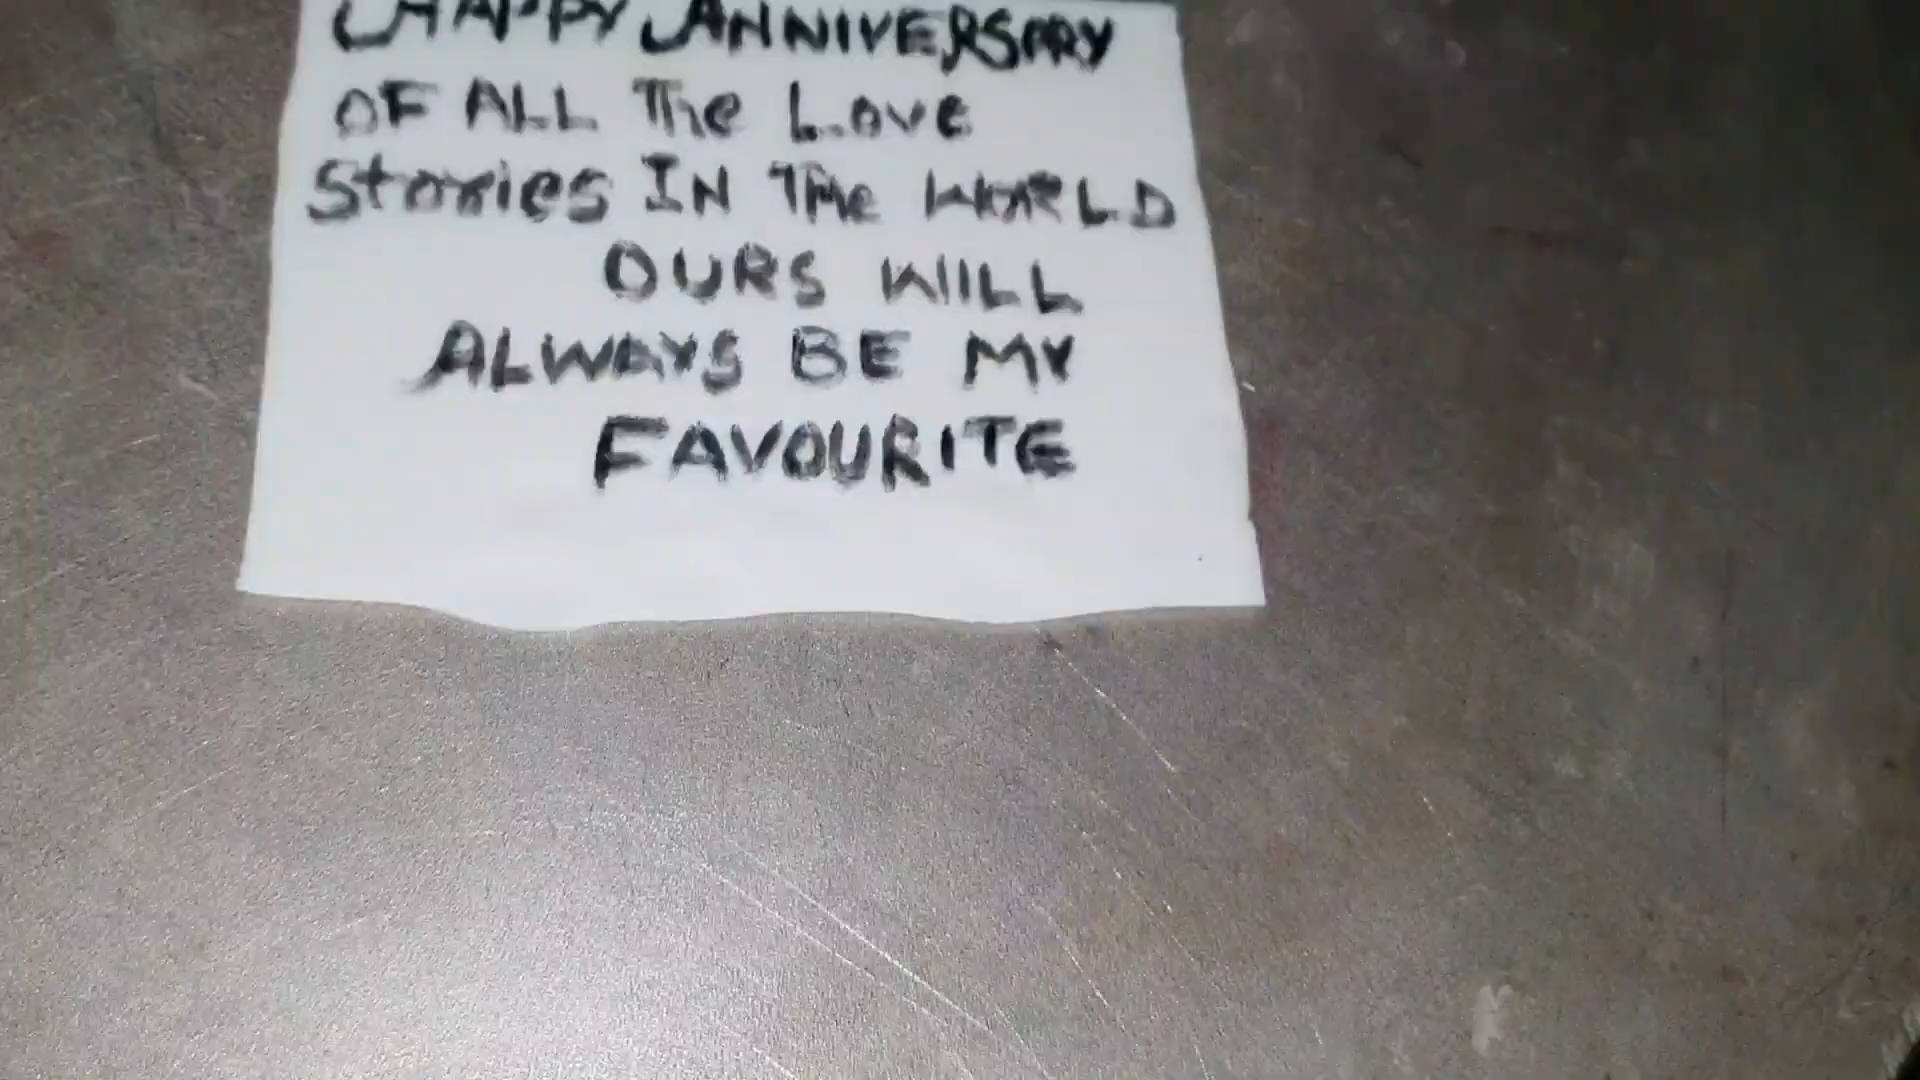 HAPPY ANNIVERSARY
OF ALL The Love
Stories IN The WORLD
OURS WILL
ALWAYS BE MY
FAVOURITE